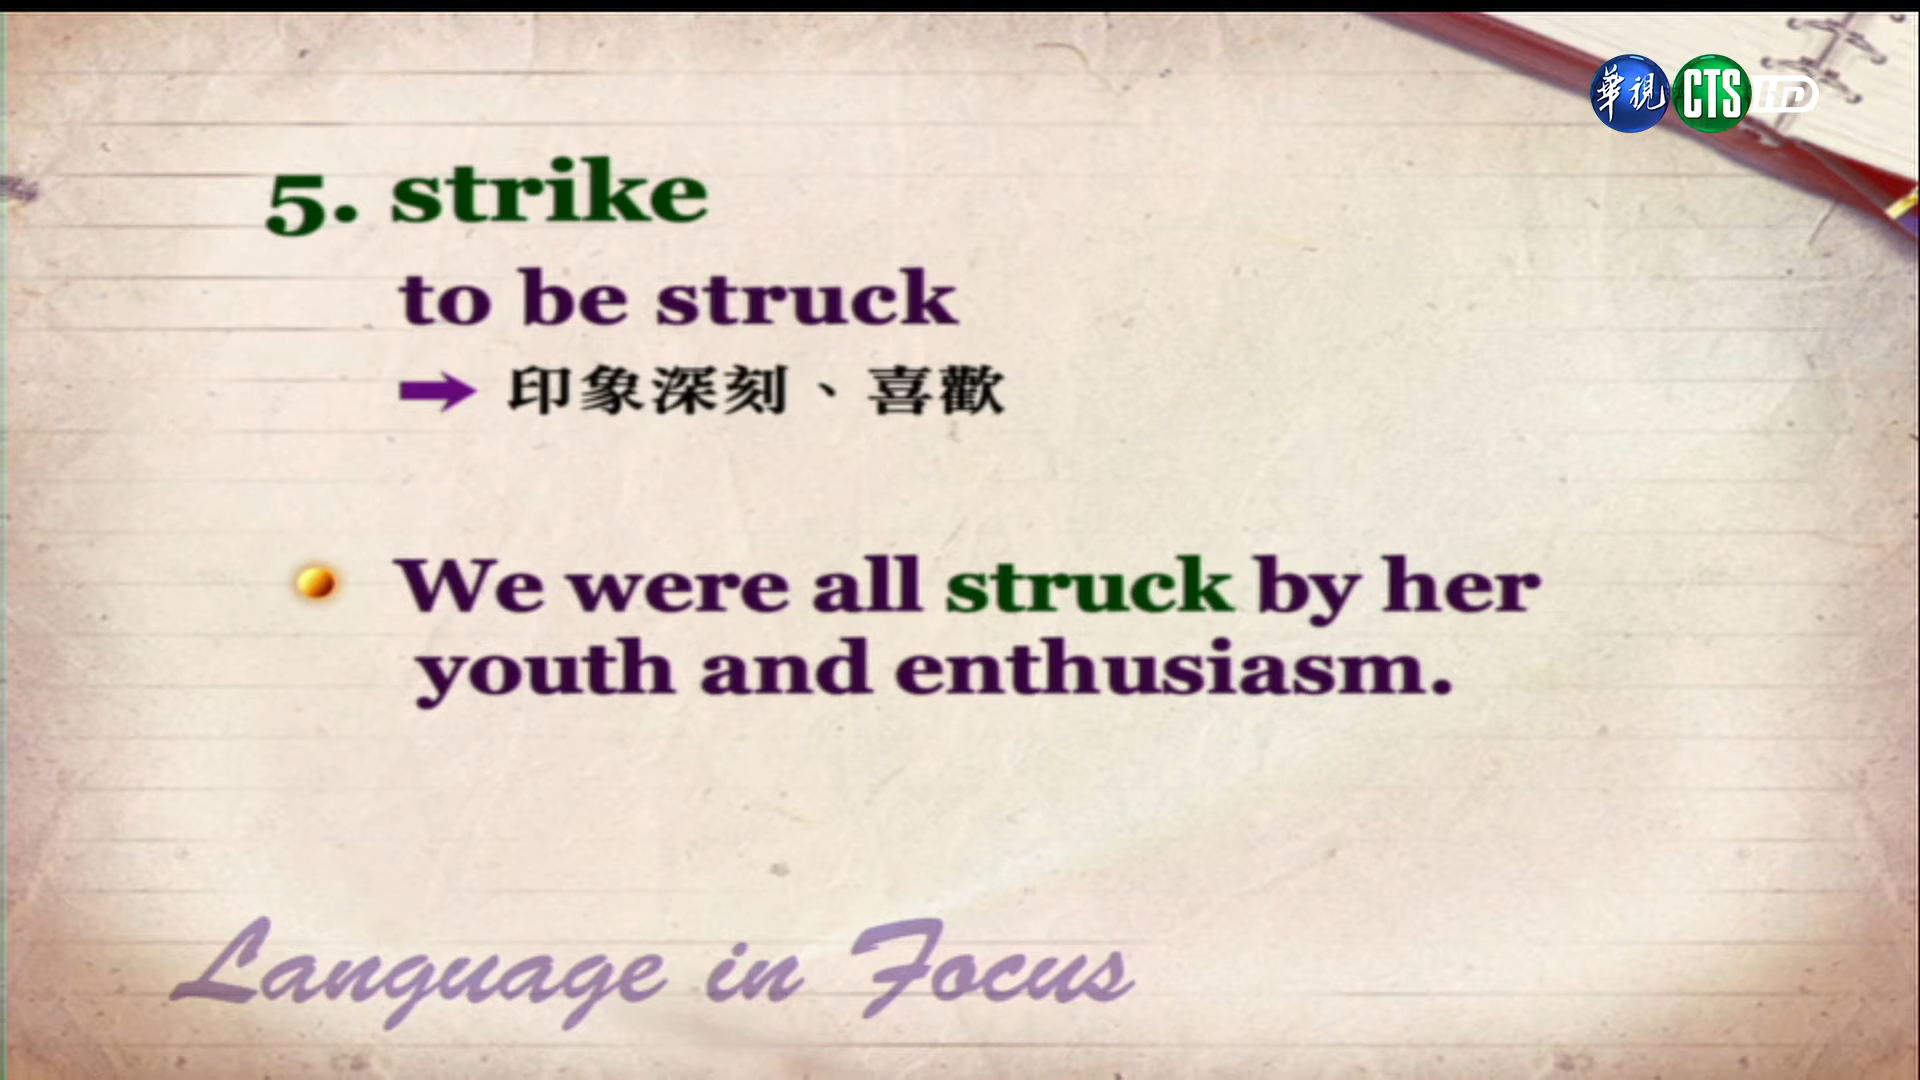 華視 CTS HD
5. strike
to be struck
➡ 印象深刻、喜歡
We were all struck by her
youth and enthusiasm.
Language in Focus